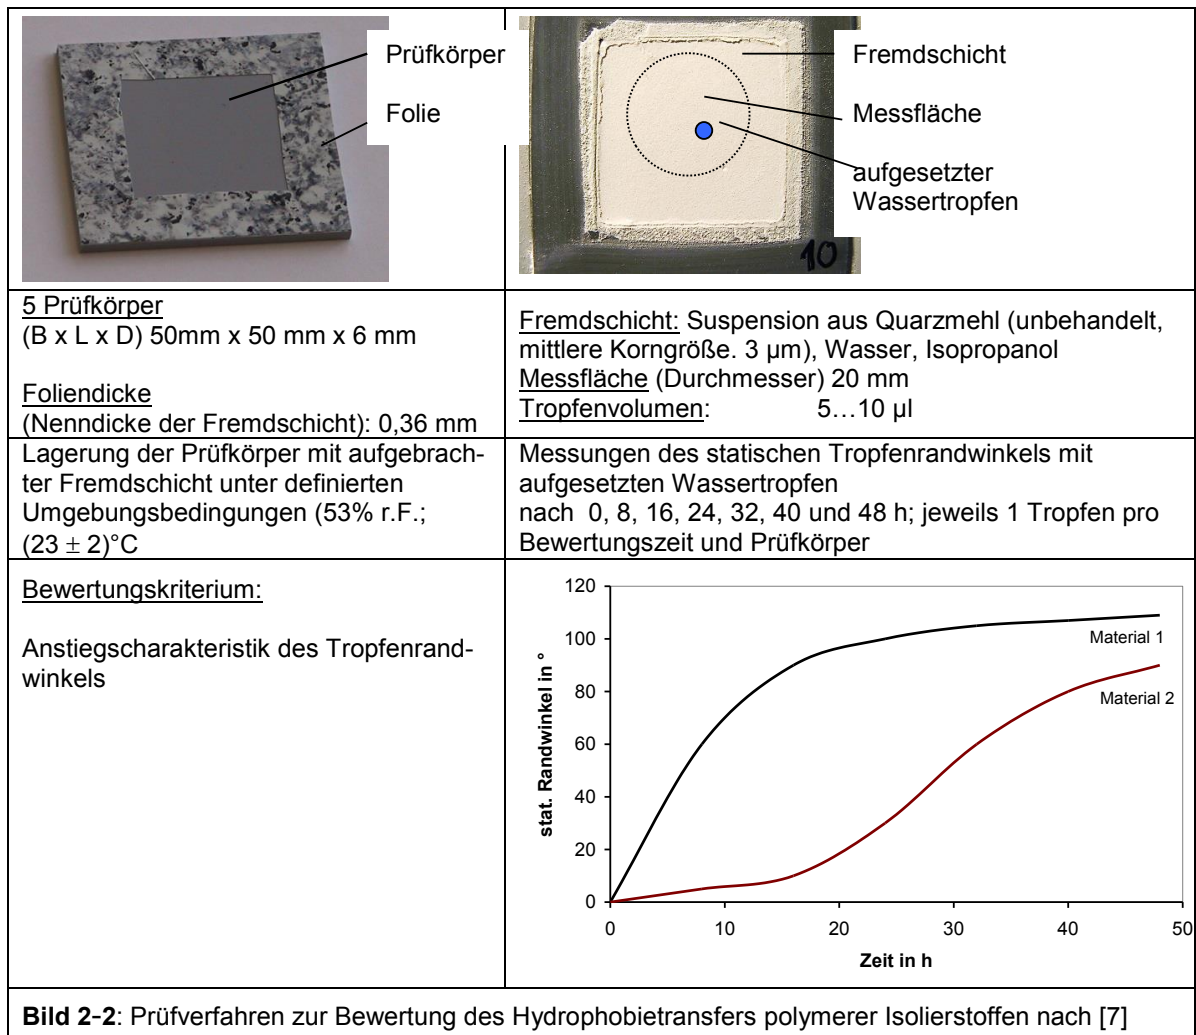 Prüfkörper
Folie
Fremdschicht
Messfläche
aufgesetzter
Wassertropfen
10
5 Prüfkörper
(B x L x D) 50mm x 50 mm x 6 mm
Foliendicke
(Nenndicke der Fremdschicht): 0,36 mm
Fremdschicht: Suspension aus Quarzmehl (unbehandelt,
mittlere Korngröße. 3 µm), Wasser, Isopropanol
Messfläche (Durchmesser) 20 mm
Tropfenvolumen: 5…10 µl
Lagerung der Prüfkörper mit aufgebrach-
ter Fremdschicht unter definierten
Umgebungsbedingungen (53% r.F.;
(23 ± 2)°C
Messungen des statischen Tropfenrandwinkels mit
aufgesetzten Wassertropfen
nach 0, 8, 16, 24, 32, 40 und 48 h; jeweils 1 Tropfen pro
Bewertungszeit und Prüfkörper
Bewertungskriterium:
Anstiegscharakteristik des Tropfenrand-
winkels
stat. Randwinkel in °
120
100
80
60
40
20
0
Material 1
Material 2
0 10 20 30 40 50
Zeit in h
Bild 2-2: Prüfverfahren zur Bewertung des Hydrophobietransfers polymerer Isolierstoffen nach [7]